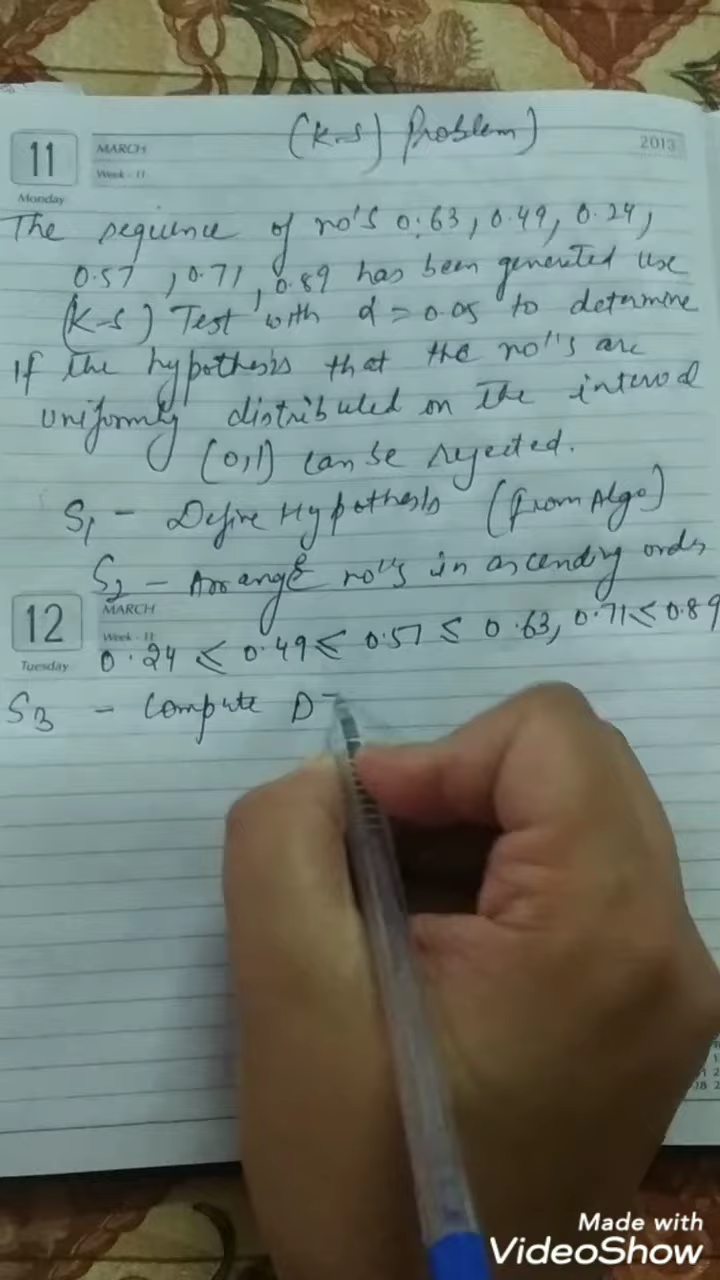 (K-S) Problem)
11
MARCH
2013
Week - 11
Monday
The sequence of no's 0.63, 0.49, 0.24,
0.57, 0.71, 0.89 has been generated use
(K-S) Test with α = 0.05 to determine
If the hypothesis that the no's are
uniformly distributed on the interval
(0,1) can be rejected.
S1 - Define Hypothesis (From Algo)
S2 - Arrange no's in ascending order
12
MARCH
Week - 11
Tuesday
0.24 ≤ 0.49 ≤ 0.57 ≤ 0.63, 0.71 ≤ 0.89
S3 - Compute D
Made with
VideoShow